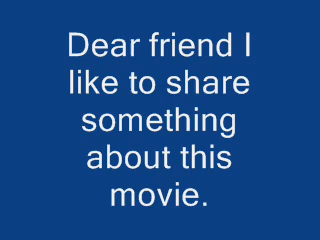 Dear friend I
like to share
something
about this
movie.